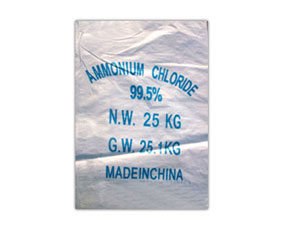 AMMONIUM CHLORIDE
99.5%
N.W. 25 KG
G.W. 25.1KG
MADEINCHINA